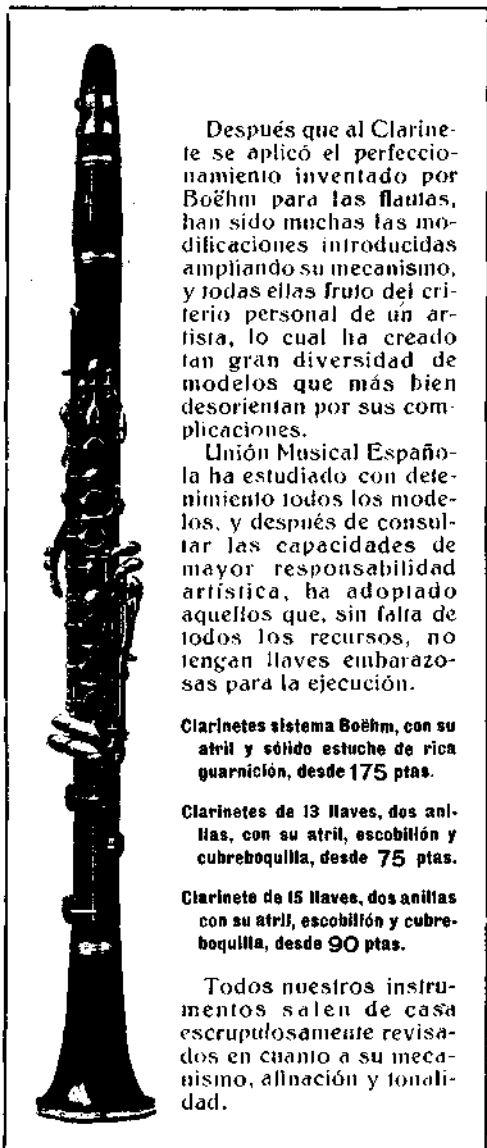 Después que al Clarine-
te se aplicó el perfeccio-
namiento inventado por
Boëhm para las flautas,
han sido muchas las mo-
dificaciones introducidas
ampliando su mecanismo,
y todas ellas fruto del cri-
terio personal de un ar-
tista, lo cual ha creado
tan gran diversidad de
modelos que más bien
desorientan por sus com-
plicaciones.
Unión Musical Españo-
la ha estudiado con dete-
nimiento todos los mode-
los, y después de consul-
tar las capacidades de
mayor responsabilidad
artística, ha adoptado
aquellos que, sin falta de
todos los recursos, no
tengan llaves embarazo-
sas para la ejecución.
Clarinetes sistema Boëhm, con su
atril y sólido estuche de rica
guarnición, desde 175 ptas.
Clarinetes de 13 llaves, dos ani-
llas, con su atril, escobillón y
cubreboquilla, desde 75 ptas.
Clarinete de 15 llaves, dos anillas
con su atril, escobillón y cubre-
boquilla, desde 90 ptas.
Todos nuestros instru-
mentos salen de casa
escrupulosamente revisa-
dos en cuanto a su meca-
nismo, afinación y tonali-
dad.